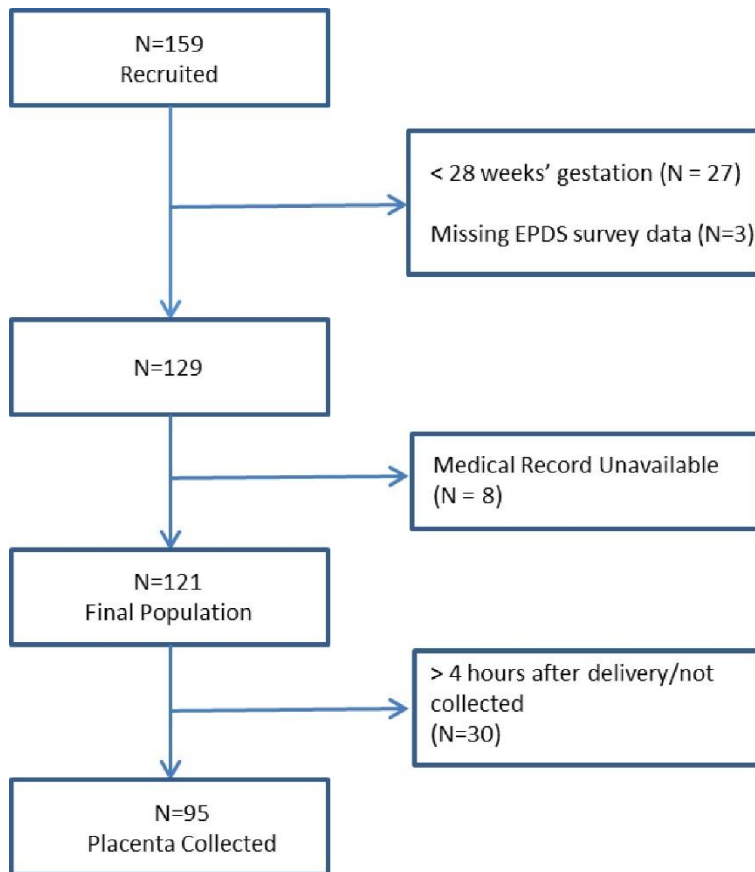 N=159
Recruited
< 28 weeks’ gestation (N = 27)
Missing EPDS survey data (N=3)
N=129
Medical Record Unavailable
(N = 8)
N=121
Final Population
> 4 hours after delivery/not
collected
(N=30)
N=95
Placenta Collected